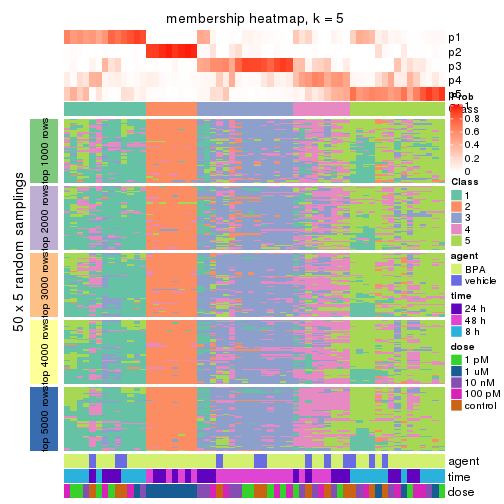 membership heatmap, k = 5
p1
p2
p3
p4
p5
Prob
1
0.8
0.6
0.4
0.2
0
Class
Class
1
2
3
4
5
agent
BPA
vehicle
time
24 h
48 h
8 h
dose
1 pM
1 uM
10 nM
100 pM
control
50 x 5 random samplings
top 1000 rows
top 2000 rows
top 3000 rows
top 4000 rows
top 5000 rows
agent
time
dose